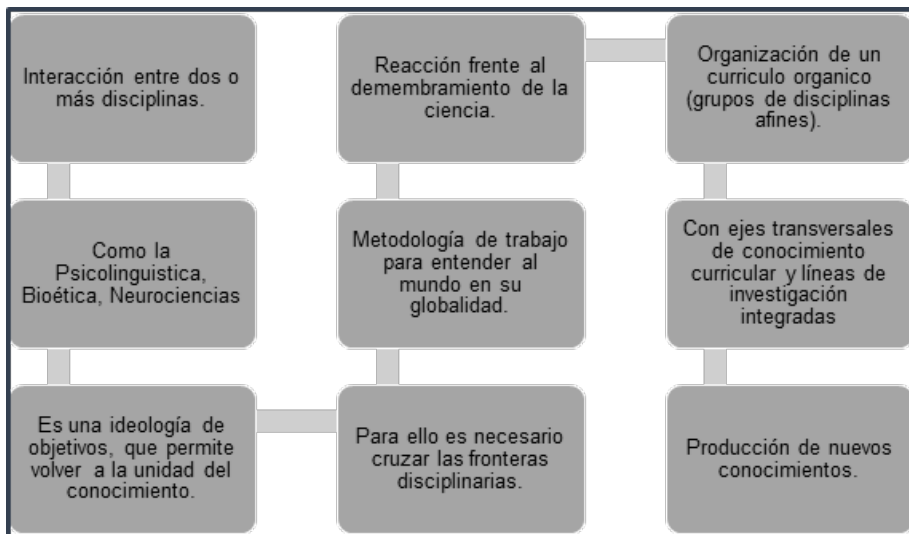 Interacción entre dos o
más disciplinas.
Como la
Psicolinguistica,
Bioética, Neurociencias
Es una ideología de
objetivos, que permite
volver a la unidad del
conocimiento.
Para ello es necesario
cruzar las fronteras
disciplinarias.
Metodología de trabajo
para entender al
mundo en su
globalidad.
Reacción frente al
demembramiento de la
ciencia.
Organización de un
curriculo organico
(grupos de disciplinas
afines).
Con ejes transversales
de conocimiento
curricular y líneas de
investigación
integradas
Producción de nuevos
conocimientos.